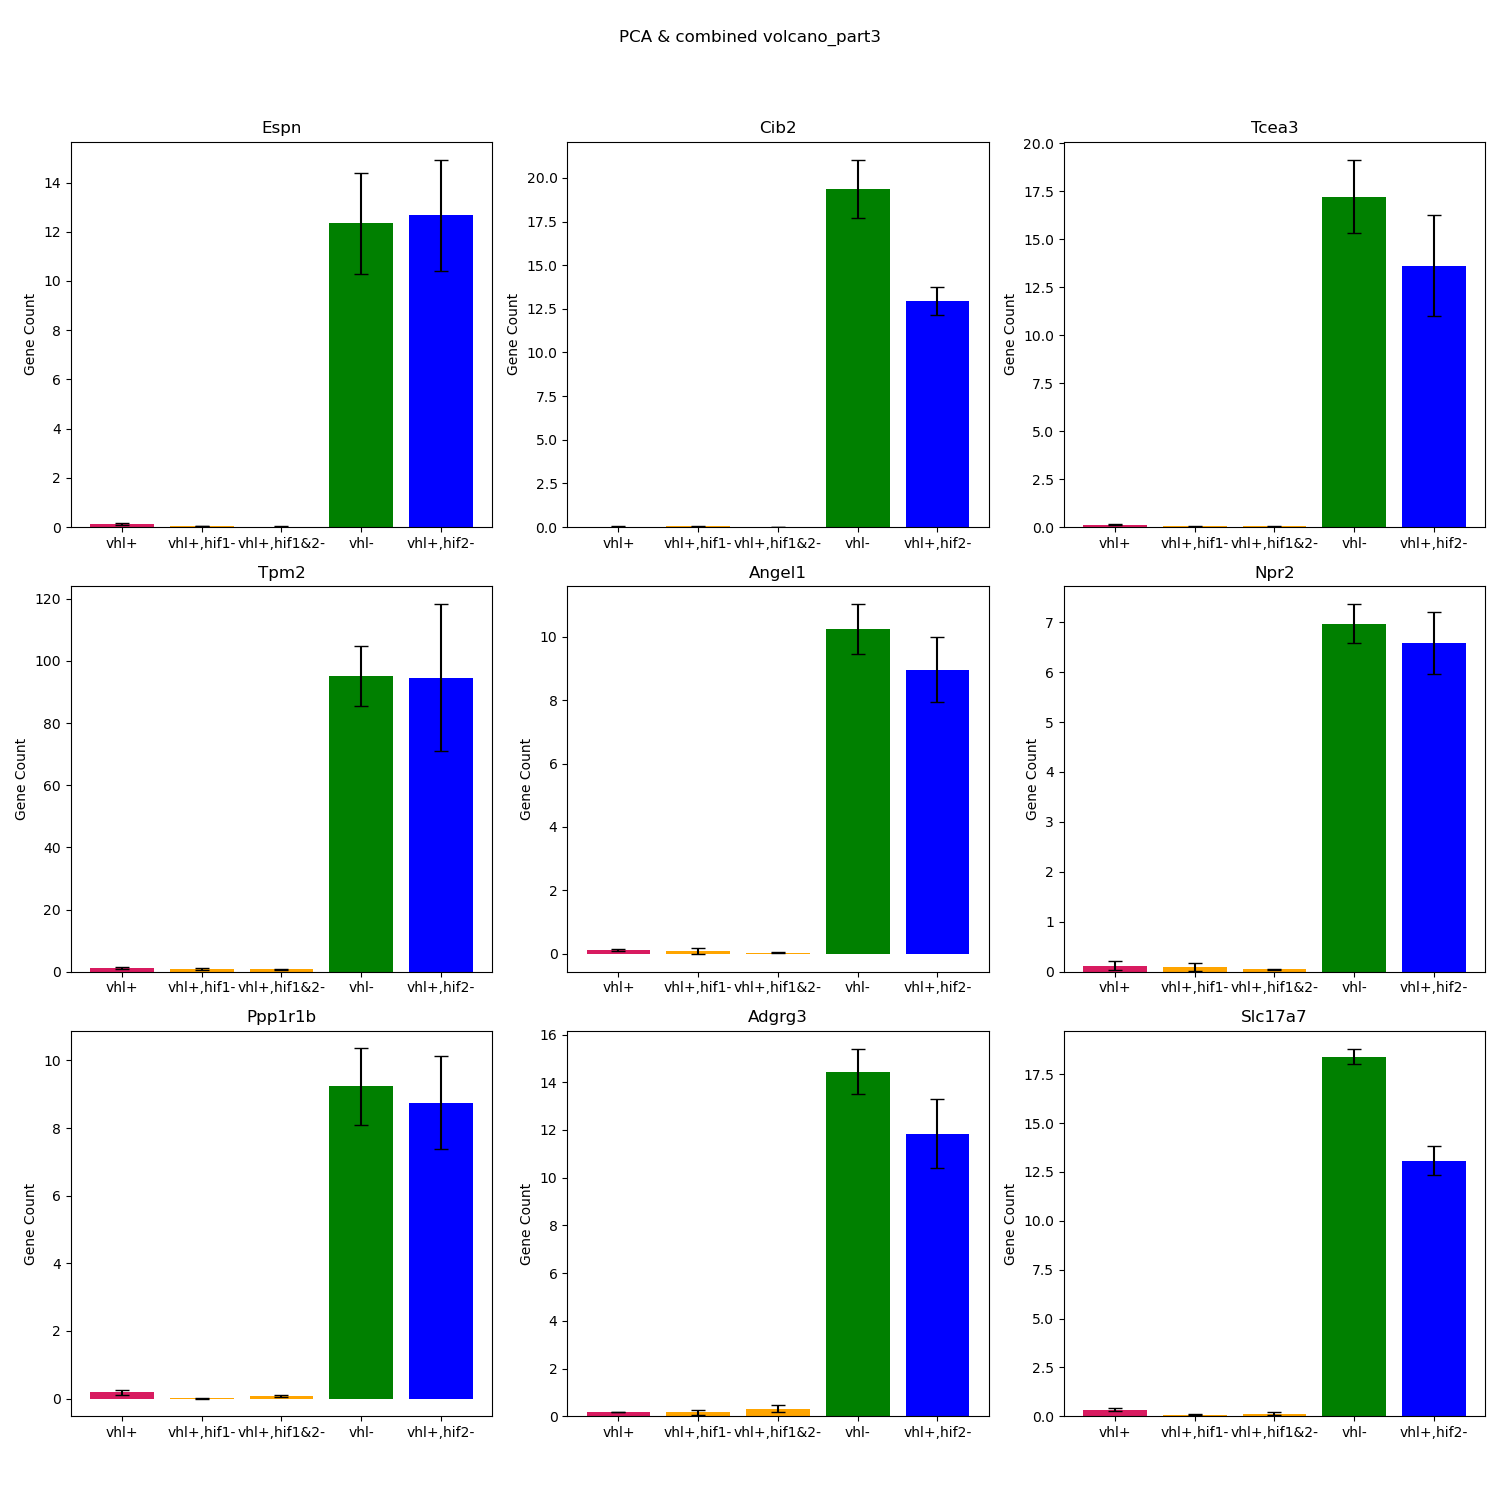 PCA & combined volcano_part3
Espn
Gene Count
14
12
10
8
6
4
2
0
vhl+ vhl+,hif1- vhl+,hif1&2- vhl- vhl+,hif2-
Cib2
Gene Count
20.0
17.5
15.0
12.5
10.0
7.5
5.0
2.5
0.0
vhl+ vhl+,hif1- vhl+,hif1&2- vhl- vhl+,hif2-
Tcea3
Gene Count
20.0
17.5
15.0
12.5
10.0
7.5
5.0
2.5
0.0
vhl+ vhl+,hif1- vhl+,hif1&2- vhl- vhl+,hif2-
Tpm2
Gene Count
120
100
80
60
40
20
0
vhl+ vhl+,hif1- vhl+,hif1&2- vhl- vhl+,hif2-
Angel1
Gene Count
10
8
6
4
2
0
vhl+ vhl+,hif1- vhl+,hif1&2- vhl- vhl+,hif2-
Npr2
Gene Count
7
6
5
4
3
2
1
0
vhl+ vhl+,hif1- vhl+,hif1&2- vhl- vhl+,hif2-
Ppp1r1b
Gene Count
10
8
6
4
2
0
vhl+ vhl+,hif1- vhl+,hif1&2- vhl- vhl+,hif2-
Adgrg3
Gene Count
16
14
12
10
8
6
4
2
0
vhl+ vhl+,hif1- vhl+,hif1&2- vhl- vhl+,hif2-
Slc17a7
Gene Count
17.5
15.0
12.5
10.0
7.5
5.0
2.5
0.0
vhl+ vhl+,hif1- vhl+,hif1&2- vhl- vhl+,hif2-